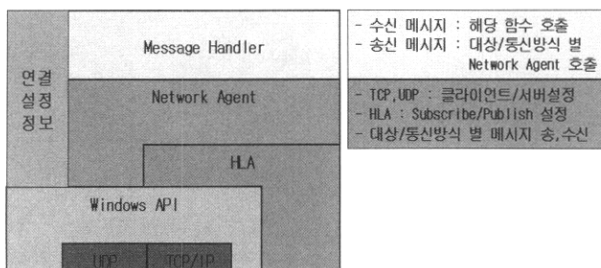 연결
설정
정보
Message Handler
Network Agent
HLA
Windows API
UDP
TCP/IP
- 수신 메시지 : 해당 함수 호출
- 송신 메시지 : 대상/통신방식 별
Network Agent 호출
- TCP,UDP : 클라이언트/서버설정
- HLA : Subscribe/Publish 설정
- 대상/통신방식 별 메시지 송,수신